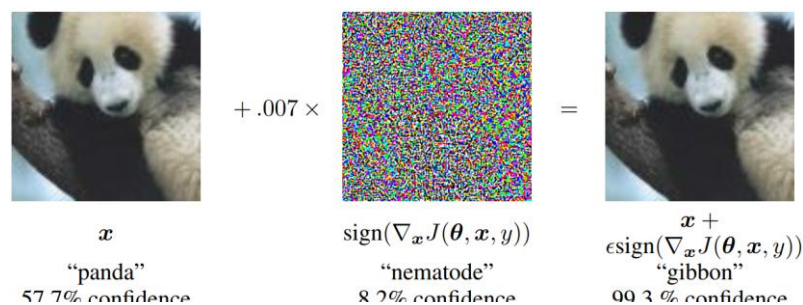 + .007 ×
=
x
sign(∇ₓJ(θ, x, y))
x +
ϵsign(∇ₓJ(θ, x, y))
“panda”
“nematode”
“gibbon”
57.7% confidence
8.2% confidence
99.3 % confidence